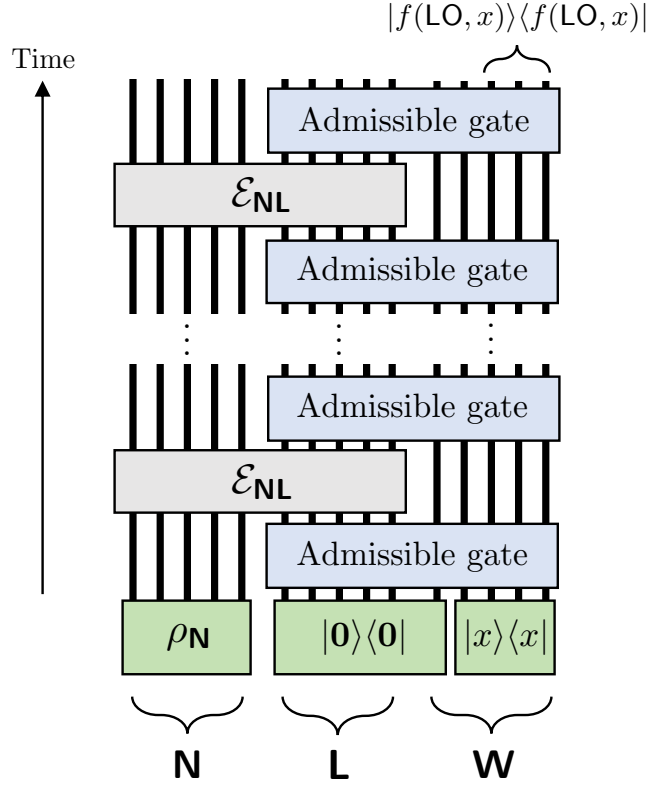 |f(LO, x)⟩⟨f(LO, x)|
Time
Admissible gate
ℰ_NL
Admissible gate
⋮ ⋮ ⋮
Admissible gate
ℰ_NL
Admissible gate
ρ_N |0⟩⟨0| |x⟩⟨x|
N L W